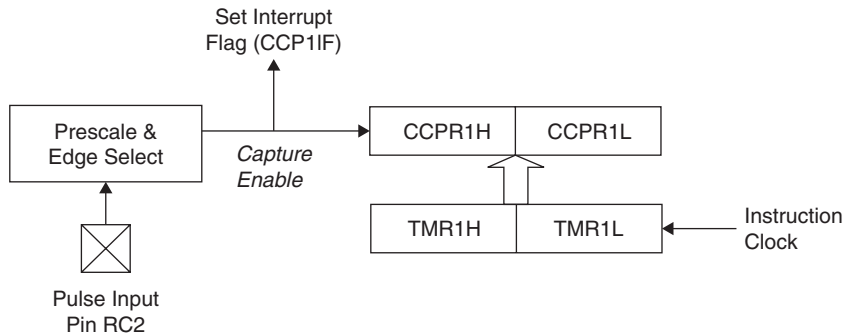 Set Interrupt
Flag (CCP1IF)
Prescale &
Edge Select
Capture
Enable
CCPR1H
CCPR1L
TMR1H
TMR1L
Instruction
Clock
Pulse Input
Pin RC2